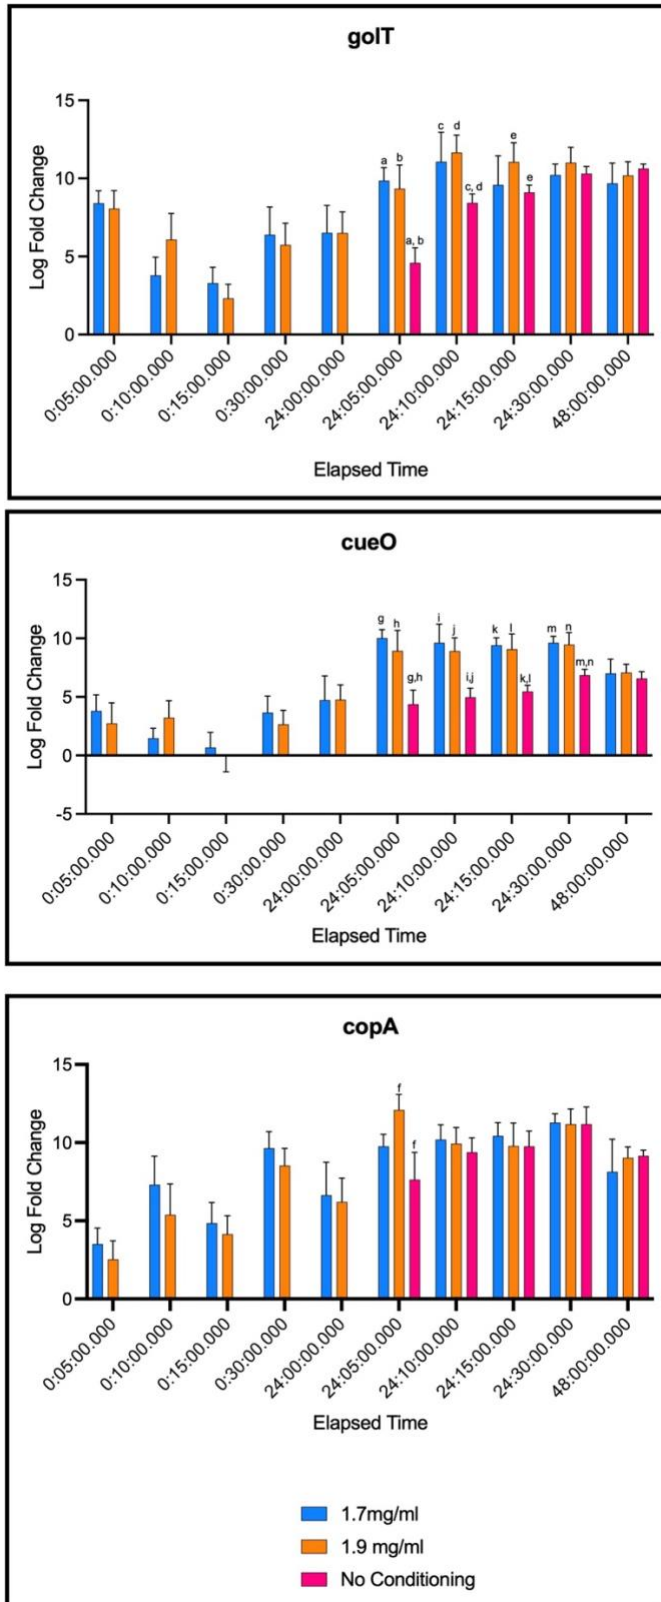 golT
15
10
5
0
Log Fold Change
a
b
a, b
c
d
c, d
e
e
0:05:00.000
0:10:00.000
0:15:00.000
0:30:00.000
24:00:00.000
24:05:00.000
24:10:00.000
24:15:00.000
24:30:00.000
48:00:00.000
Elapsed Time
cueO
15
10
5
0
-5
Log Fold Change
g
h
g,h
i
j
i,j
k
l
k,l
m
n
m,n
0:05:00.000
0:10:00.000
0:15:00.000
0:30:00.000
24:00:00.000
24:05:00.000
24:10:00.000
24:15:00.000
24:30:00.000
48:00:00.000
Elapsed Time
copA
15
10
5
0
Log Fold Change
f
f
0:05:00.000
0:10:00.000
0:15:00.000
0:30:00.000
24:00:00.000
24:05:00.000
24:10:00.000
24:15:00.000
24:30:00.000
48:00:00.000
Elapsed Time
1.7mg/ml
1.9 mg/ml
No Conditioning